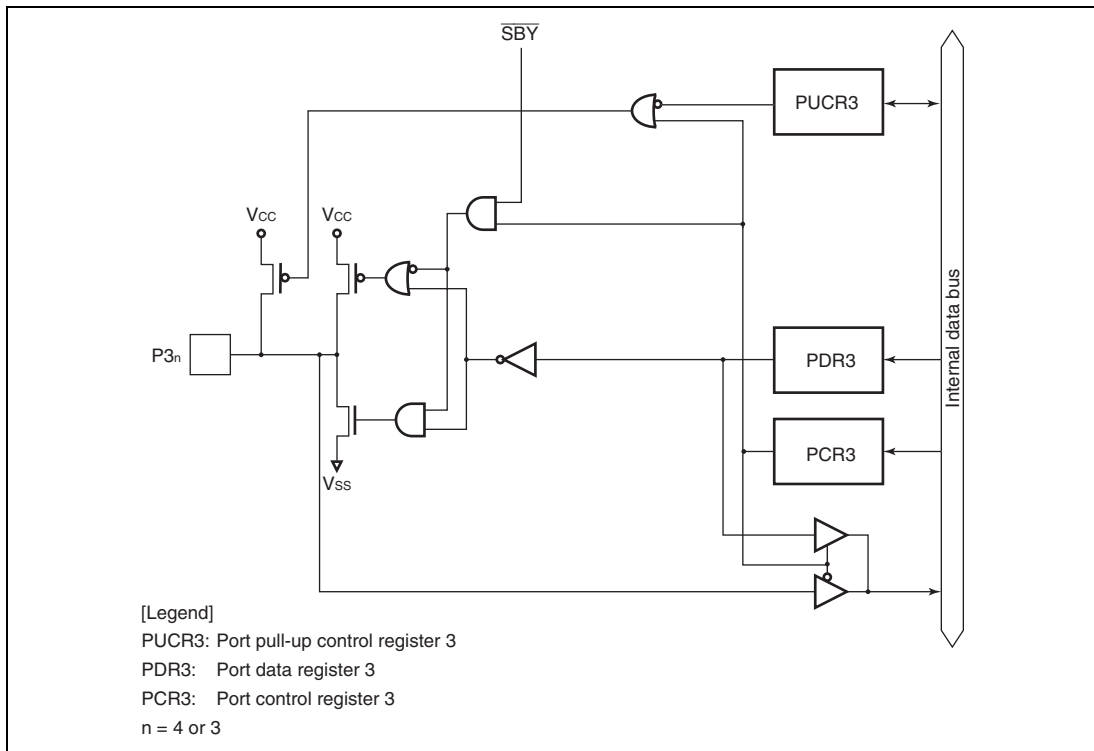 SBY
PUCR3
VCC VCC
P3n
PDR3
PCR3
VSS
Internal data bus
[Legend]
PUCR3: Port pull-up control register 3
PDR3: Port data register 3
PCR3: Port control register 3
n = 4 or 3